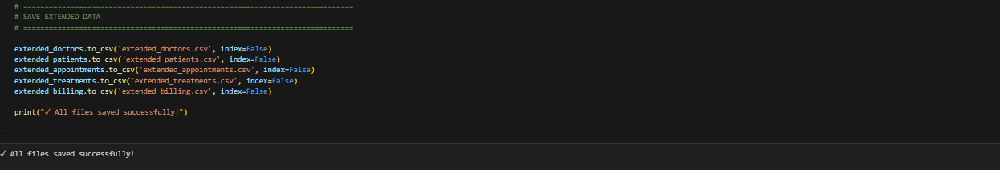 # =============================================================================
# SAVE EXTENDED DATA
# =============================================================================
extended_doctors.to_csv('extended_doctors.csv', index=False)
extended_patients.to_csv('extended_patients.csv', index=False)
extended_appointments.to_csv('extended_appointments.csv', index=False)
extended_treatments.to_csv('extended_treatments.csv', index=False)
extended_billing.to_csv('extended_billing.csv', index=False)
print("✓ All files saved successfully!")
✓ All files saved successfully!